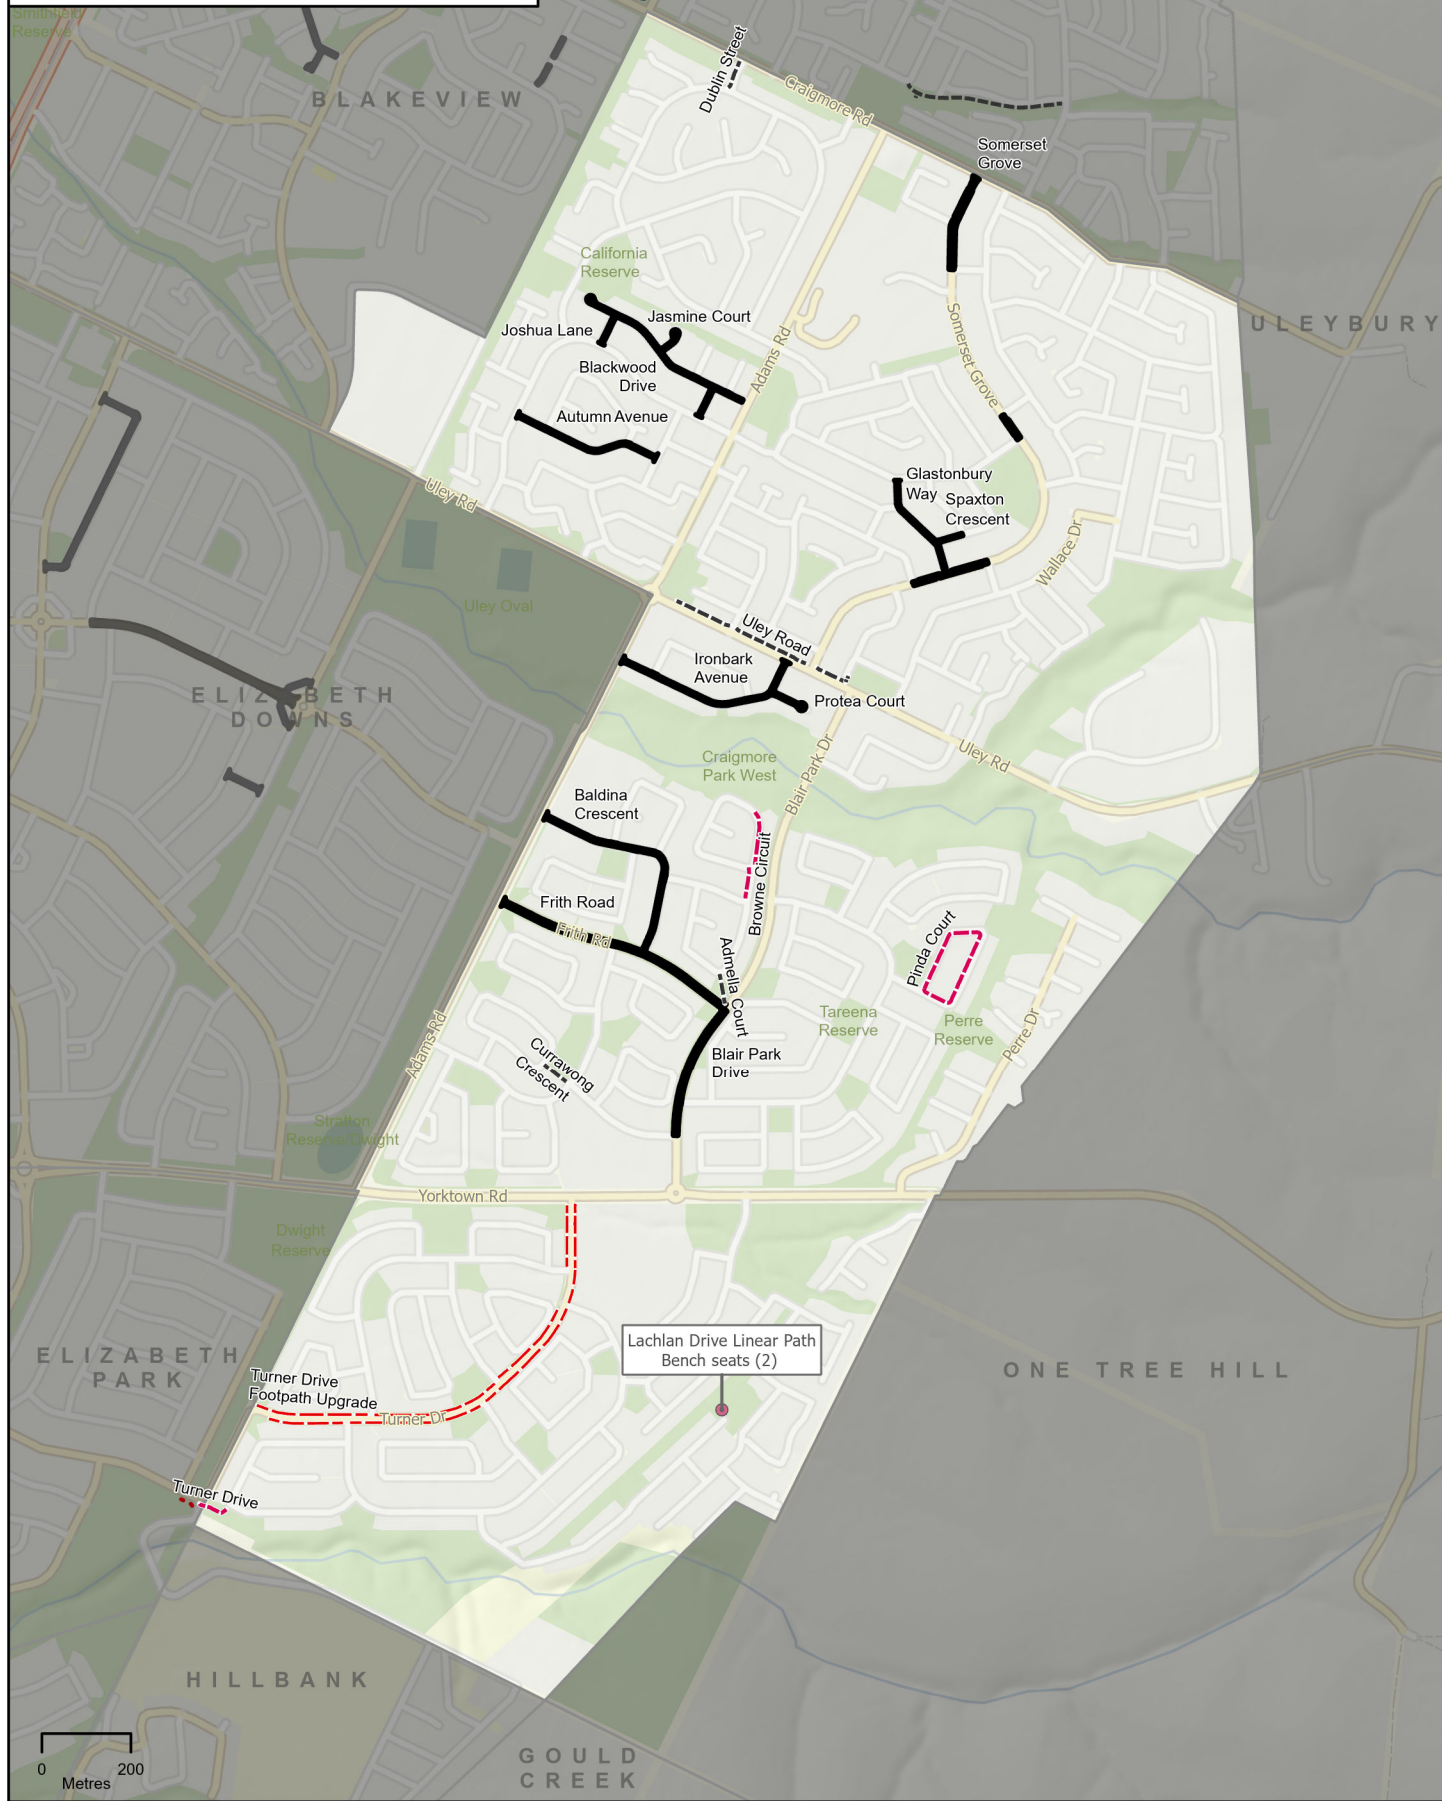 Smithfield
Reserve
BLAKEVIEW
Dublin Street
Craigmore Rd
Somerset
Grove
California
Reserve
ULEYBURY
Joshua Lane
Jasmine Court
Adams Rd
Somerset Grove
Blackwood
Drive
Autumn Avenue
Uley Rd
Glastonbury
Way
Spaxton
Crescent
Wallace Dr
Uley Oval
Uley Road
Ironbark
Avenue
ELIZABETH
DOWNS
Protea Court
Uley Rd
Craigmore
Park West
Blair Park Dr
Baldina
Crescent
Browne Circuit
Frith Road
Frith Rd
Pinda Court
Admella Court
Tareena
Reserve
Perre
Reserve
Perre Dr
Adams Rd
Currawong
Crescent
Blair Park
Drive
Stratton
Reserve/Dwight
Yorktown Rd
Dwight
Reserve
ELIZABETH
PARK
Lachlan Drive Linear Path
Bench seats (2)
ONE TREE HILL
Turner Drive
Footpath Upgrade
Turner Dr
Turner Drive
HILLBANK
GOULD
CREEK
0 200
Metres